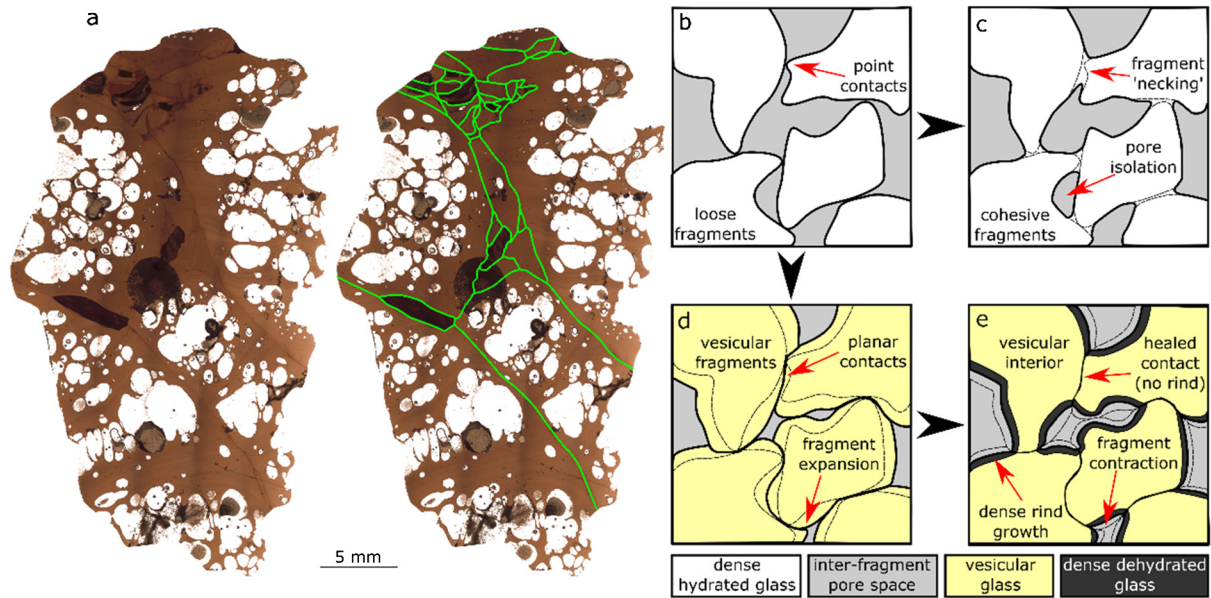 a
5 mm
b
point
contacts
loose
fragments
c
fragment
'necking'
pore
isolation
cohesive
fragments
d
vesicular
fragments
planar
contacts
fragment
expansion
e
vesicular
interior
healed
contact
(no rind)
fragment
contraction
dense rind
growth
dense
hydrated glass
inter-fragment
pore space
vesicular
glass
dense dehydrated
glass